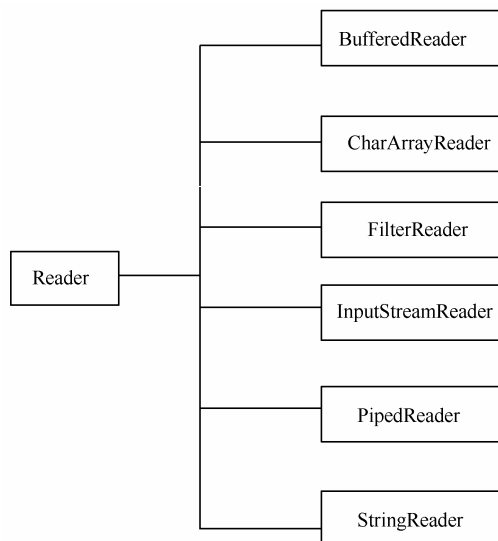 BufferedReader
CharArrayReader
FilterReader
Reader
InputStreamReader
PipedReader
StringReader